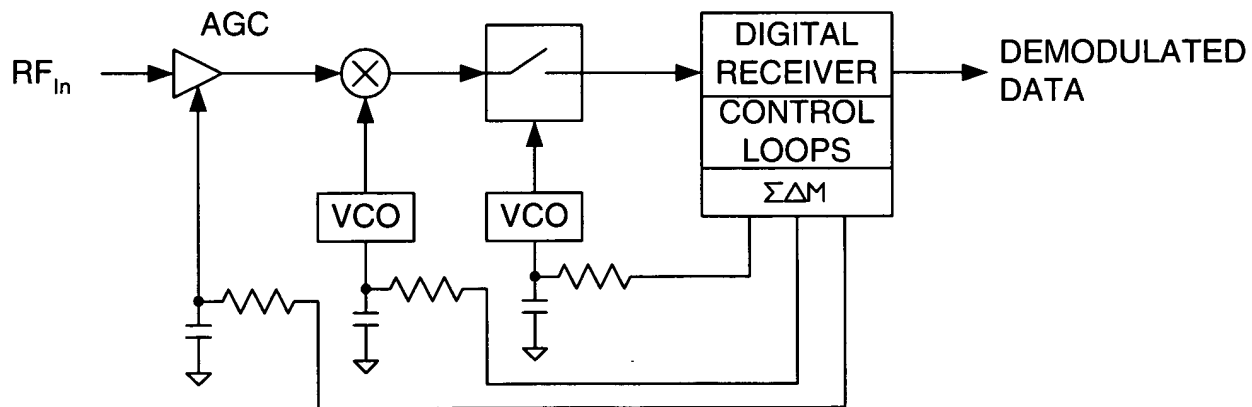 AGC
RF_In
DIGITAL
RECEIVER
CONTROL
LOOPS
ΣΔM
DEMODULATED
DATA
VCO
VCO